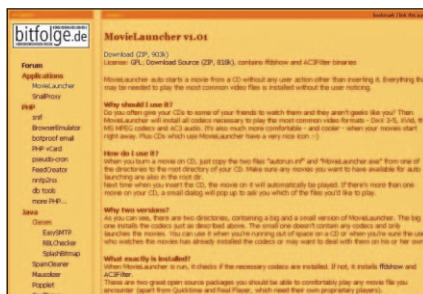 bookmark / link this page
bitfolge.de
MovieLauncher v1.01
Download (ZIP, 903k)
License: GPL; Download Source (ZIP, 818k), contains ffdshow and AC3Filter binaries
Forum
Applications
MovieLauncher
SnailProxy
PHP
snif
BrowserEmulator
botproof email
PHP vCard
pseudo-cron
FeedCreator
nntp2rss
db tools
more PHP...
Java
Classes
EasySMTP
RBLChecker
SplashBitmap
SpamCleaner
Mausoleer
Popplet
MovieLauncher auto starts a movie from a CD without any user action other than inserting it. Everything that
may be needed to play the most common video files is installed without the user noticing.
Why should I use it?
Do you often give your CDs to some of your friends to watch them and they aren't geeks like you? Then
MovieLauncher will install all codecs necessary to play the most common video formats - DivX 3-5, XviD,
MS MPEG codecs and AC3 audio. It's also much more comfortable - and cooler - when your movies start
right away. Plus CDs which use MovieLauncher have a very nice icon :-)
How do I use it?
When you burn a movie on CD, just copy the two files "autorun.inf" and "MovieLauncher.exe" from one of
the directories to the root directory of your CD. Make sure any movies you want to have available for auto
launching are also in the root dir.
Next time when you insert the CD, the movie on it will automatically be played. If there's more than one
movie on your CD, a small dialog will pop up to ask you which of the files you'd like to play.
Why two versions?
As you can see, there are two directories, containing a big and a small version of MovieLauncher. The big
one installs the codecs just as described above. The small one doesn't contain any codecs and only
launches the movies. You can use it when you're running out of space on a CD or when you're sure the user
who watches the movies has already installed the codecs or may want to deal with them on his or her own.
What exactly is installed?
When MovieLauncher is run, it checks if the necessary codecs are installed. If not, it installs ffdshow and
AC3Filter.
These are two great open source packages you should be able to comfortably play any movie file you
encounter (apart from Quicktime and Real Player, which need their own proprietary players).